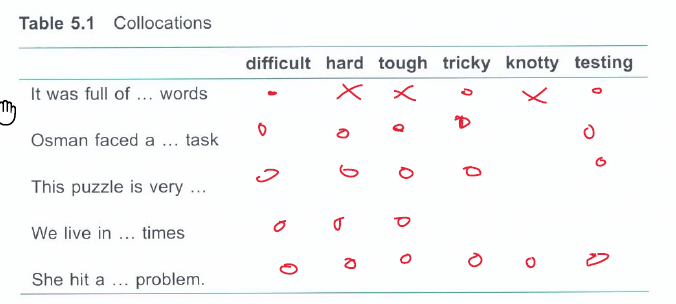 Table 5.1 Collocations
difficult hard tough tricky knotty testing
It was full of ... words
Osman faced a ... task
This puzzle is very ...
We live in ... times
She hit a ... problem.